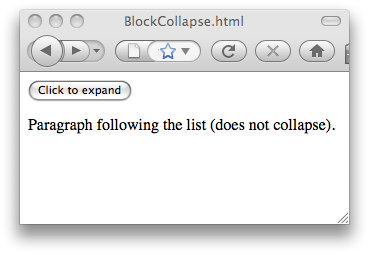 BlockCollapse.html
Click to expand
Paragraph following the list (does not collapse).